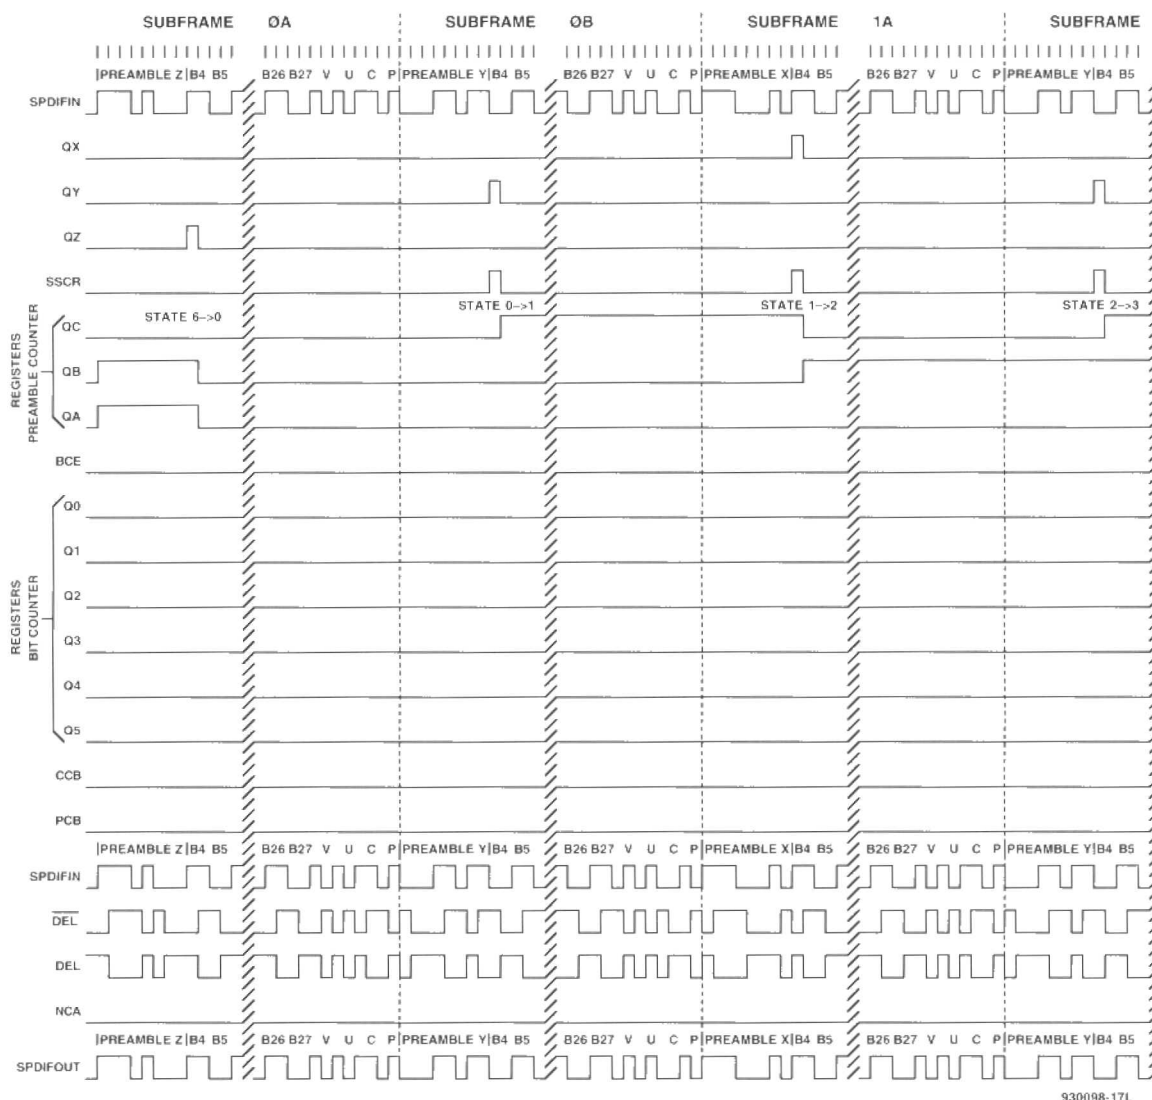 SUBFRAME ØA SUBFRAME ØB SUBFRAME 1A SUBFRAME
|PREAMBLE Z|B4 B5 B26 B27 V U C P|PREAMBLE Y|B4 B5 B26 B27 V U C P|PREAMBLE X|B4 B5 B26 B27 V U C P|PREAMBLE Y|B4 B5
SPDIFIN
QX
QY
QZ
SSCR
STATE 6–>0 STATE 0–>1 STATE 1–>2 STATE 2–>3
REGISTERS
PREAMBLE COUNTER
QC
QB
QA
BCE
REGISTERS
BIT COUNTER
Q0
Q1
Q2
Q3
Q4
Q5
CCB
PCB
|PREAMBLE Z|B4 B5 B26 B27 V U C P|PREAMBLE Y|B4 B5 B26 B27 V U C P|PREAMBLE X|B4 B5 B26 B27 V U C P|PREAMBLE Y|B4 B5
SPDIFIN
DEL
DEL
NCA
|PREAMBLE Z|B4 B5 B26 B27 V U C P|PREAMBLE Y|B4 B5 B26 B27 V U C P|PREAMBLE X|B4 B5 B26 B27 V U C P|PREAMBLE Y|B4 B5
SPDIFOUT
930098-17L